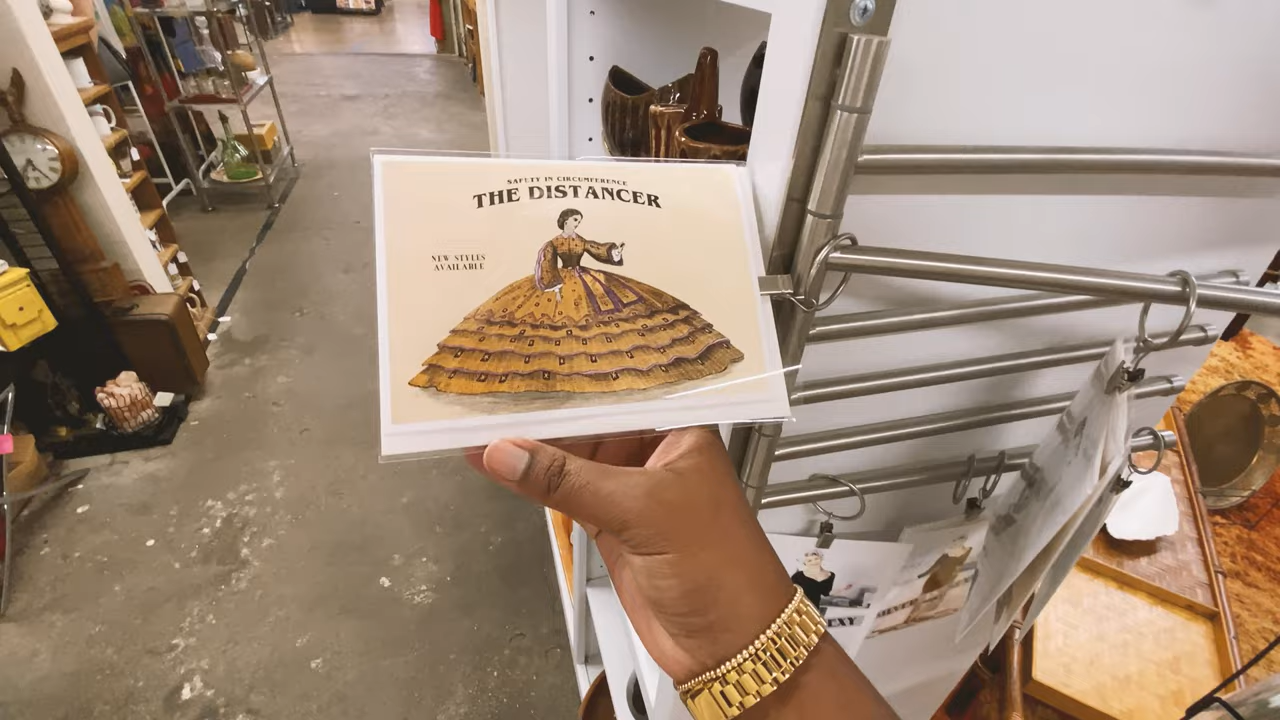 SAFETY IN CIRCUMFERENCE
THE DISTANCER
NEW STYLES
AVAILABLE